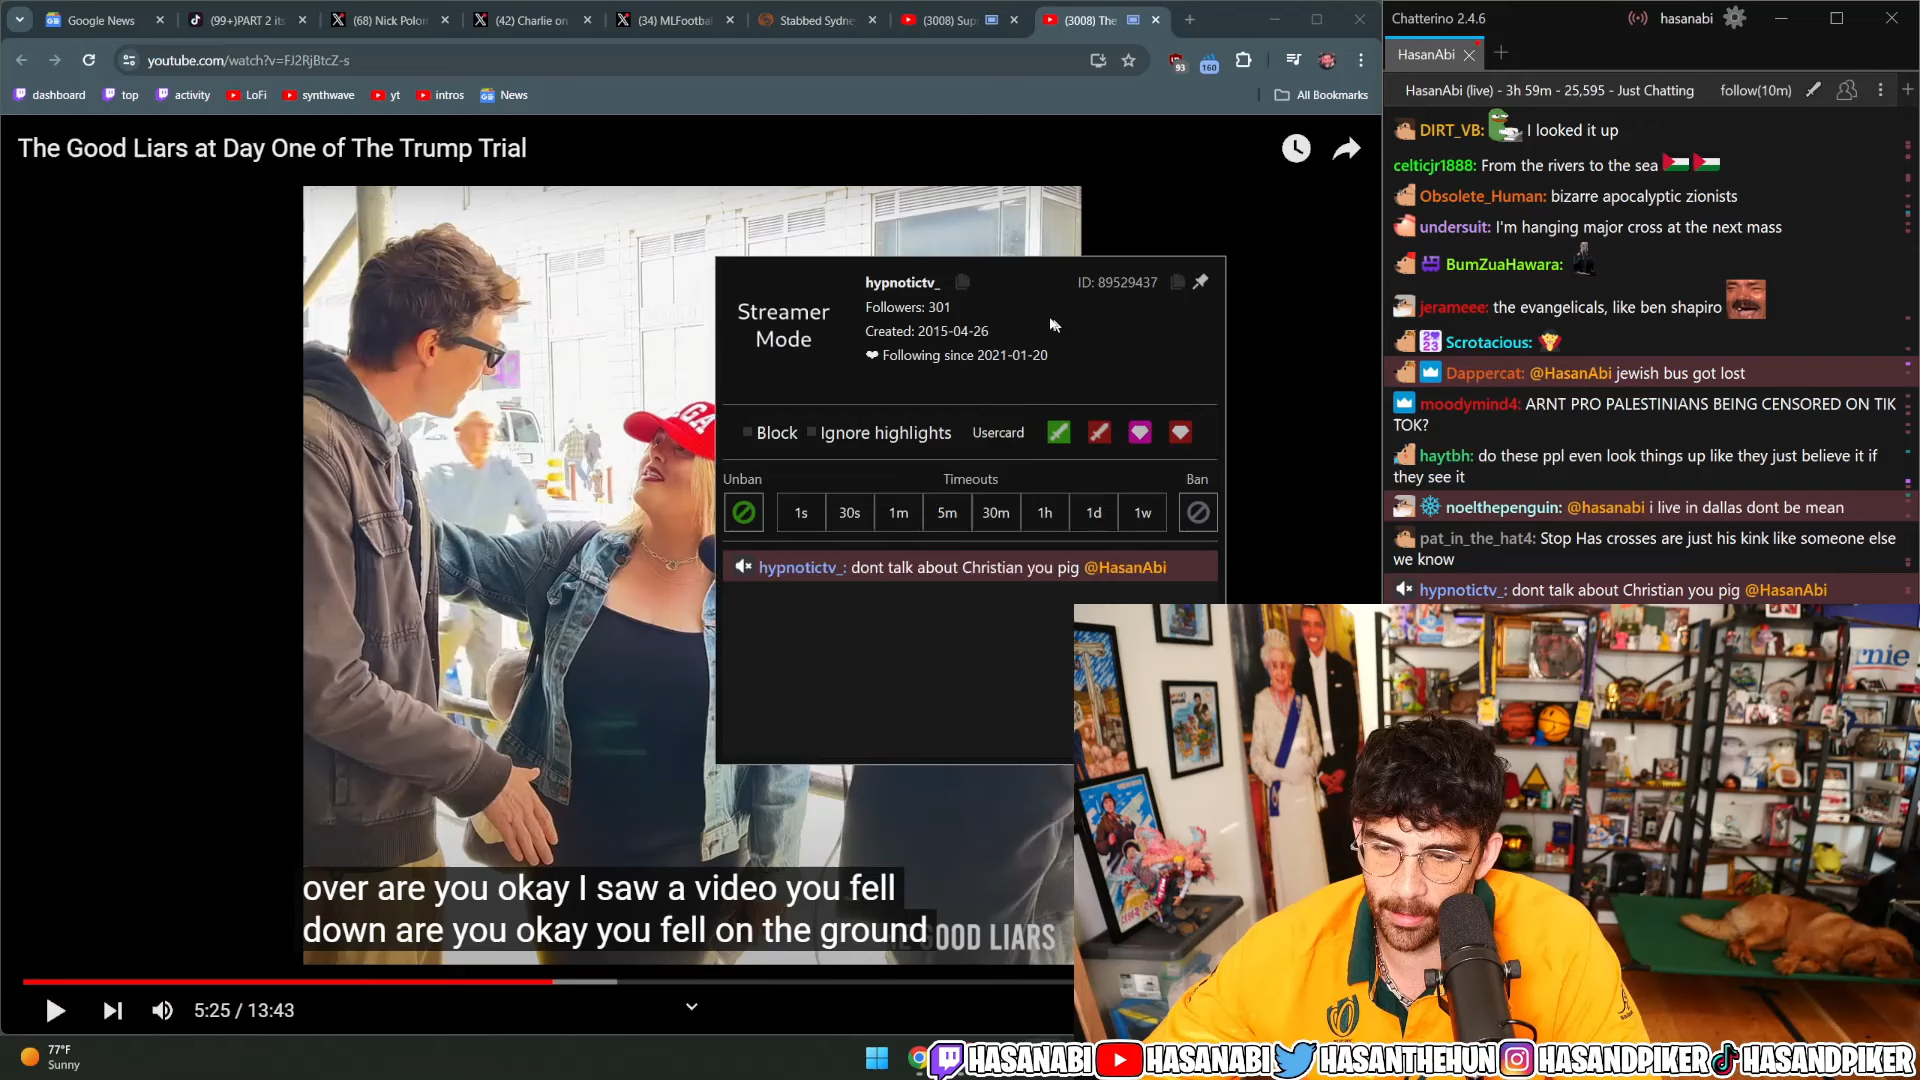 Google News
(99+)PART 2 its
(68) Nick Polom
(42) Charlie on
(34) MLFootbal
Stabbed Sydne
(3008) Sup
(3008) The
youtube.com/watch?v=FJ2RjBtcZ-s
93
160
dashboard
top
activity
LoFi
synthwave
yt
intros
News
All Bookmarks
The Good Liars at Day One of The Trump Trial
Streamer
Mode
hypnotictv_
ID: 89529437
Followers: 301
Created: 2015-04-26
❤ Following since 2021-01-20
Block
Ignore highlights
Usercard
Unban
Timeouts
Ban
1s
30s
1m
5m
30m
1h
1d
1w
hypnotictv_: dont talk about Christian you pig @HasanAbi
GA
over are you okay I saw a video you fell
down are you okay you fell on the ground
OOD LIARS
5:25 / 13:43
77°F
Sunny
Chatterino 2.4.6
hasanabi
HasanAbi
HasanAbi (live) - 3h 59m - 25,595 - Just Chatting
follow(10m)
DIRT_VB: I looked it up
celticjr1888: From the rivers to the sea
Obsolete_Human: bizarre apocalyptic zionists
undersuit: I'm hanging major cross at the next mass
BumZuaHawara:
jerameee: the evangelicals, like ben shapiro
Scrotacious:
Dappercat: @HasanAbi jewish bus got lost
moodymind4: ARNT PRO PALESTINIANS BEING CENSORED ON TIK
TOK?
haytbh: do these ppl even look things up like they just believe it if
they see it
noelthepenguin: @hasanabi i live in dallas dont be mean
pat_in_the_hat4: Stop Has crosses are just his kink like someone else
we know
hypnotictv_: dont talk about Christian you pig @HasanAbi
rnie
HASANABI
HASANABI
HASANTHEHUN
HASANDPIKER
HASANDPIKER